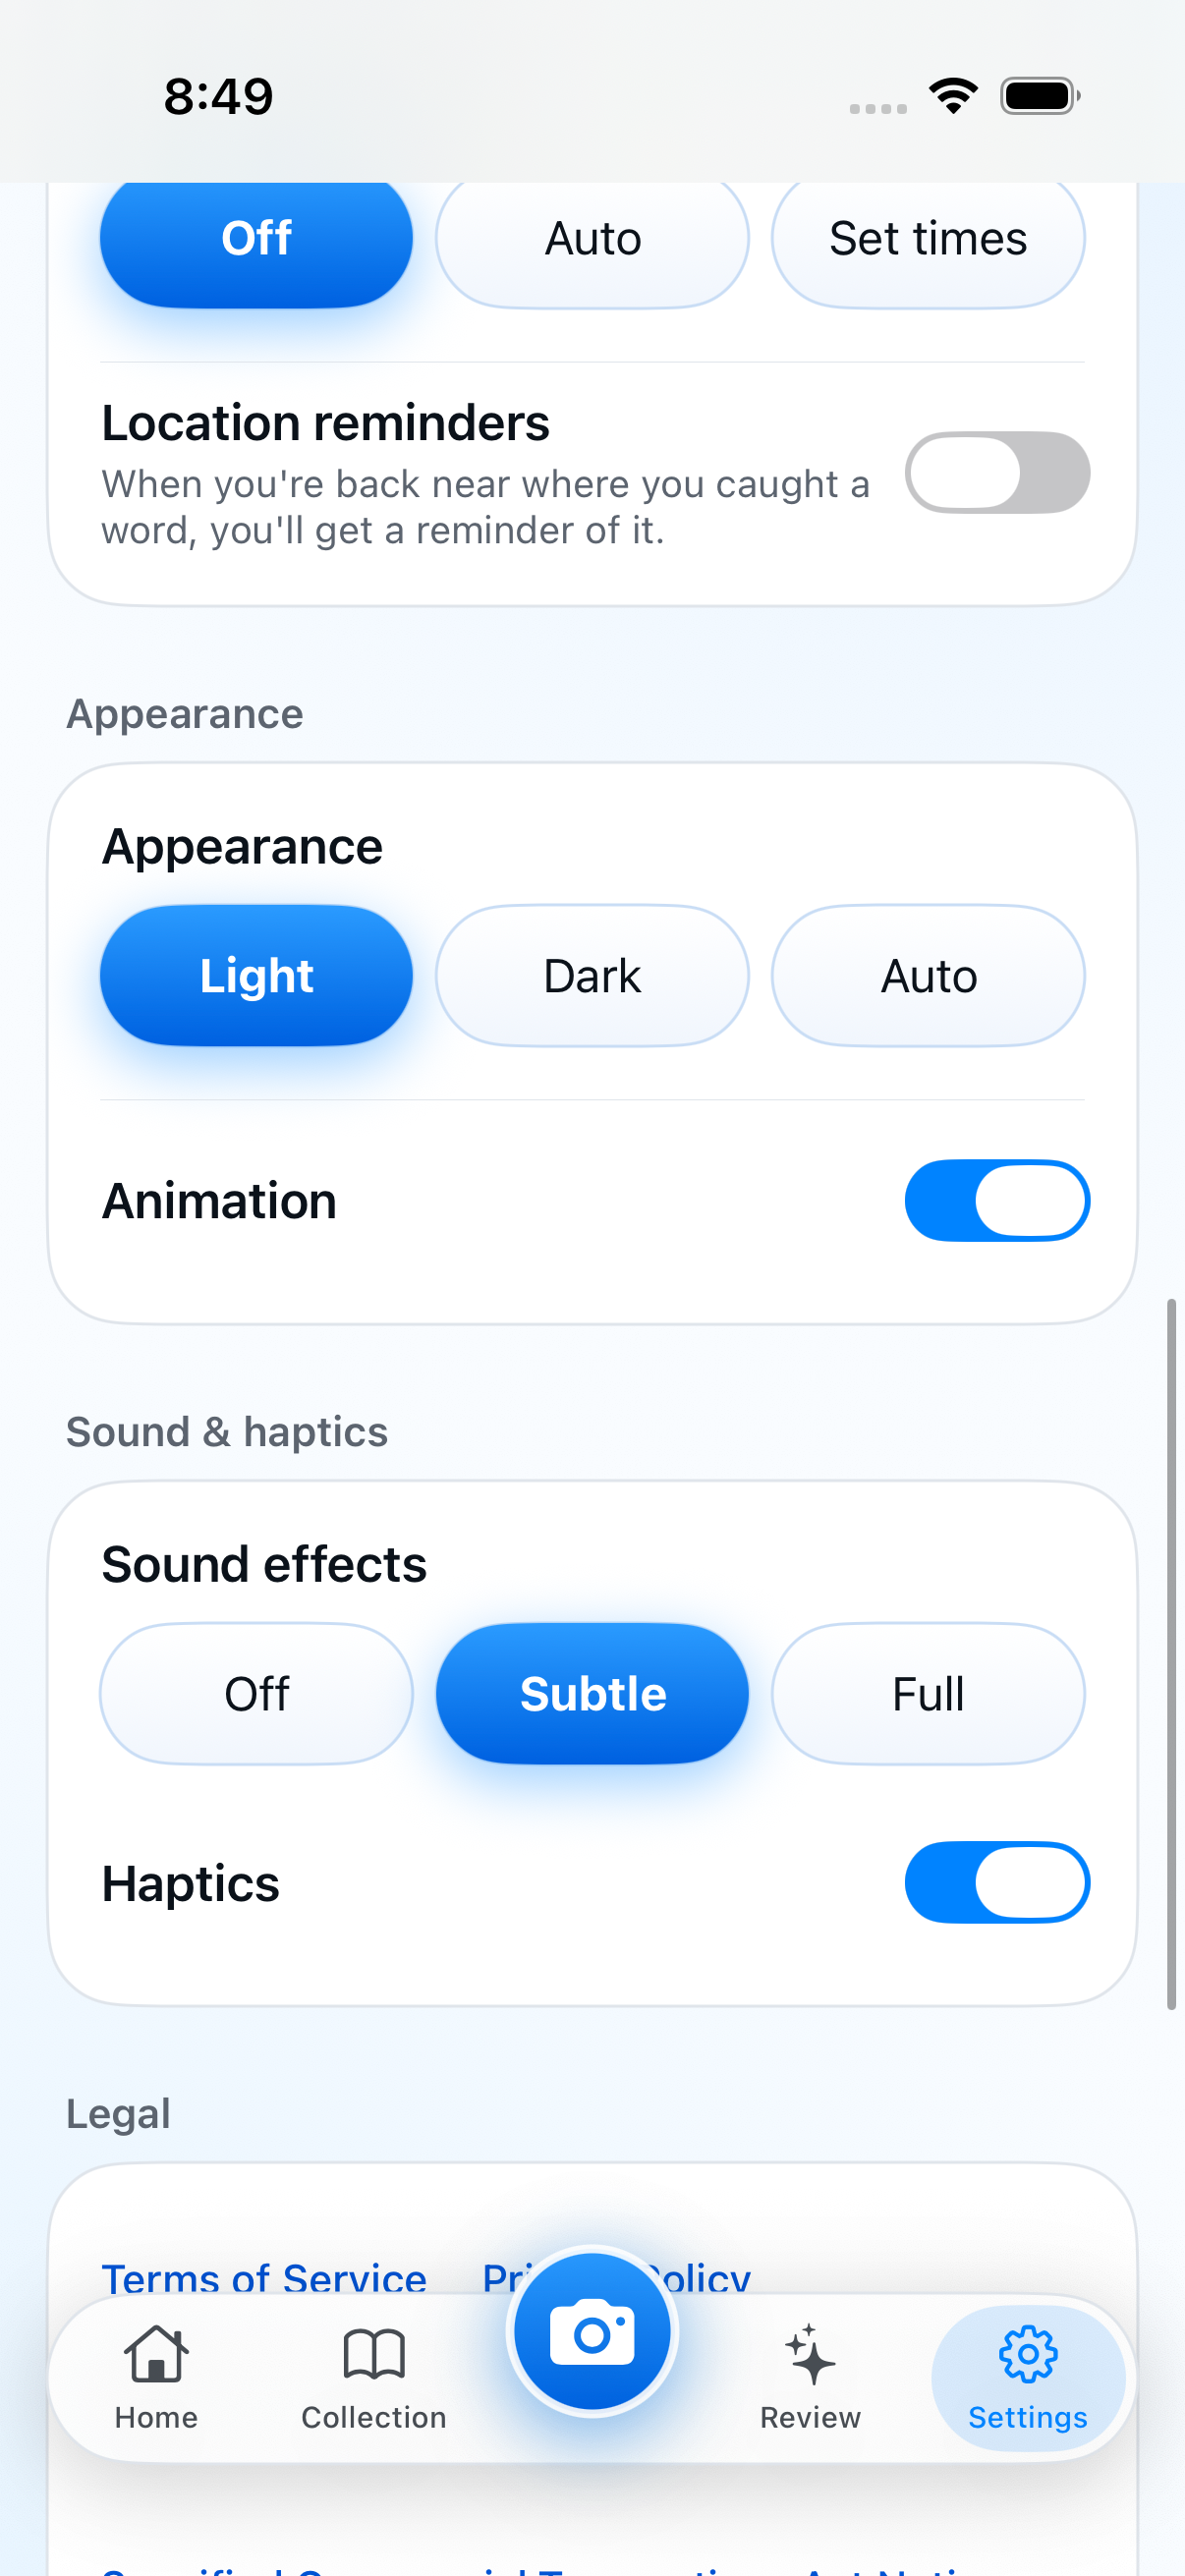 8:49
Off Auto Set times
Location reminders
When you're back near where you caught a
word, you'll get a reminder of it.
Appearance
Appearance
Light Dark Auto
Animation
Sound & haptics
Sound effects
Off Subtle Full
Haptics
Legal
Terms of Service
Home Collection Review Settings